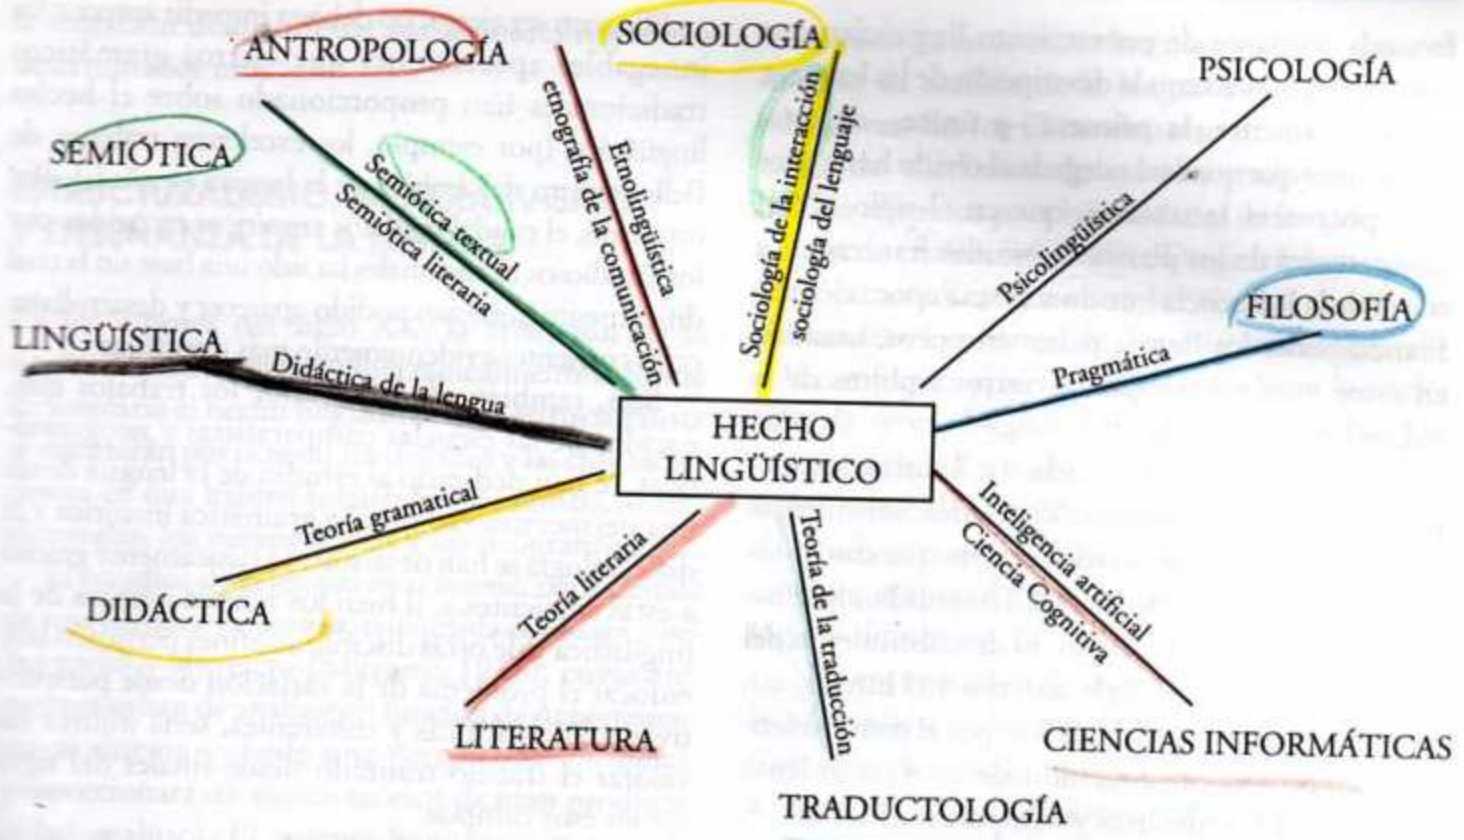 ANTROPOLOGÍA
SOCIOLOGÍA
PSICOLOGÍA
SEMIÓTICA
Semiótica textual
Semiótica literaria
Etnolingüística
etnografía de la comunicación
Sociología de la interacción
sociología del lenguaje
Psicolingüística
FILOSOFÍA
Pragmática
LINGÜÍSTICA
Didáctica de la lengua
HECHO
LINGÜÍSTICO
Teoría gramatical
DIDÁCTICA
Teoría literaria
LITERATURA
Teoría de la traducción
TRADUCTOLOGÍA
Inteligencia artificial
Ciencia Cognitiva
CIENCIAS INFORMÁTICAS